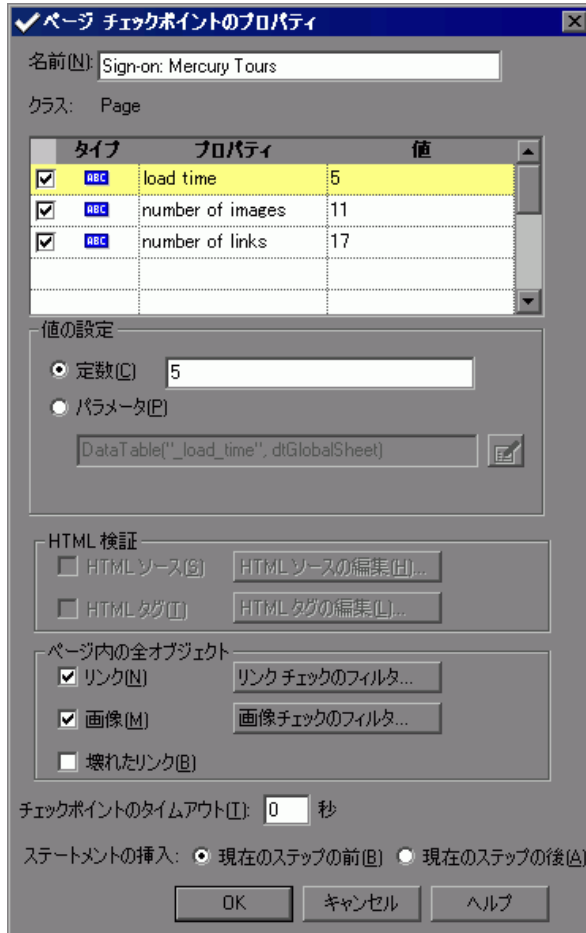 ページ チェックポイントのプロパティ
名前(N): Sign-on: Mercury Tours
クラス: Page
タイプ プロパティ 値
ABC load time 5
ABC number of images 11
ABC number of links 17
値の設定
定数(C) 5
パラメータ(P)
DataTable("_load_time", dtGlobalSheet)
HTML 検証
HTML ソース(S) HTML ソースの編集(H)...
HTML タグ(T) HTML タグの編集(L)...
ページ内の全オブジェクト
リンク(N) リンク チェックのフィルタ...
画像(M) 画像チェックのフィルタ...
壊れたリンク(B)
チェックポイントのタイムアウト(T): 0 秒
ステートメントの挿入: 現在のステップの前(B) 現在のステップの後(A)
OK キャンセル ヘルプ